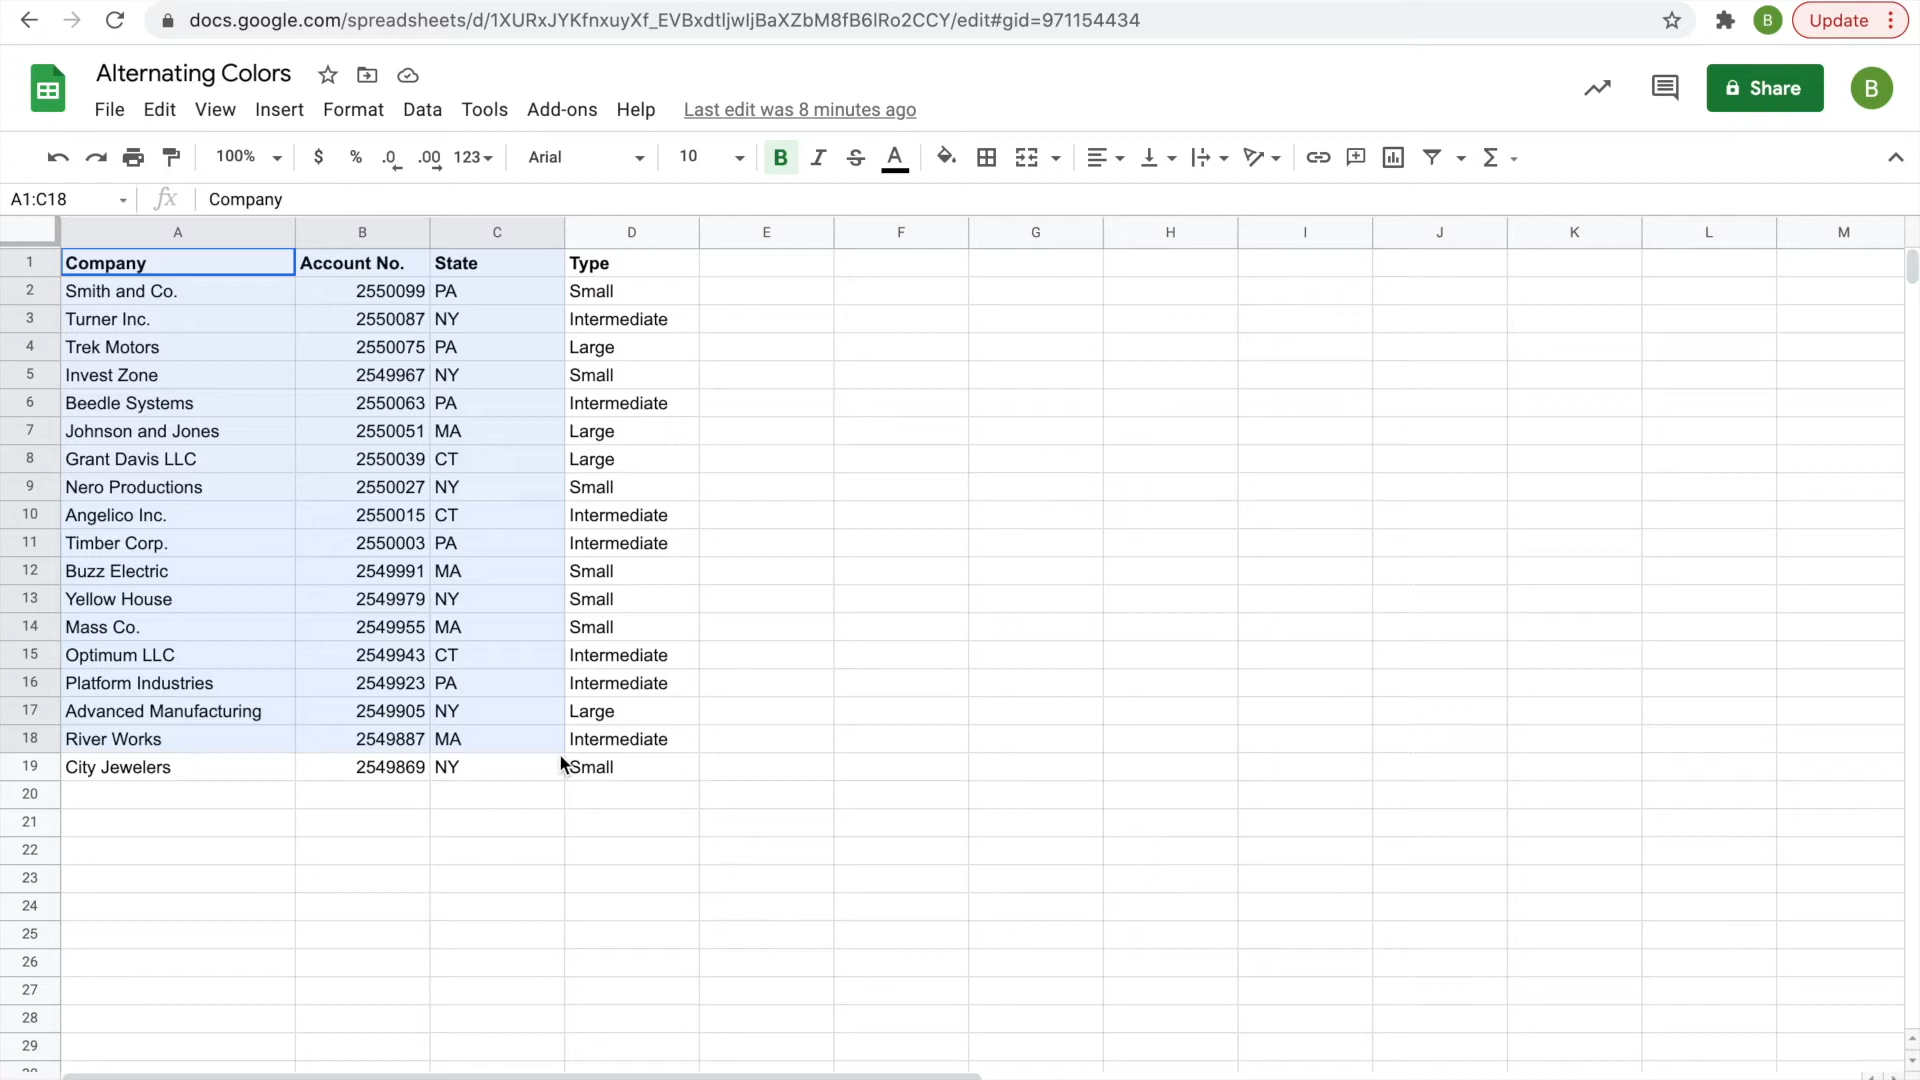 docs.google.com/spreadsheets/d/1XURxJYKfnxuyXf_EVBxdtljwIjBaXZbM8fB6lRo2CCY/edit#gid=971154434 B Update
Alternating Colors
File Edit View Insert Format Data Tools Add-ons Help Last edit was 8 minutes ago Share B
100% $ % .0 .00 123 Arial 10 B I S A Σ
A1:C18 fx Company
A B C D E F G H I J K L M
1 Company Account No. State Type
2 Smith and Co. 2550099 PA Small
3 Turner Inc. 2550087 NY Intermediate
4 Trek Motors 2550075 PA Large
5 Invest Zone 2549967 NY Small
6 Beedle Systems 2550063 PA Intermediate
7 Johnson and Jones 2550051 MA Large
8 Grant Davis LLC 2550039 CT Large
9 Nero Productions 2550027 NY Small
10 Angelico Inc. 2550015 CT Intermediate
11 Timber Corp. 2550003 PA Intermediate
12 Buzz Electric 2549991 MA Small
13 Yellow House 2549979 NY Small
14 Mass Co. 2549955 MA Small
15 Optimum LLC 2549943 CT Intermediate
16 Platform Industries 2549923 PA Intermediate
17 Advanced Manufacturing 2549905 NY Large
18 River Works 2549887 MA Intermediate
19 City Jewelers 2549869 NY Small
20
21
22
23
24
25
26
27
28
29